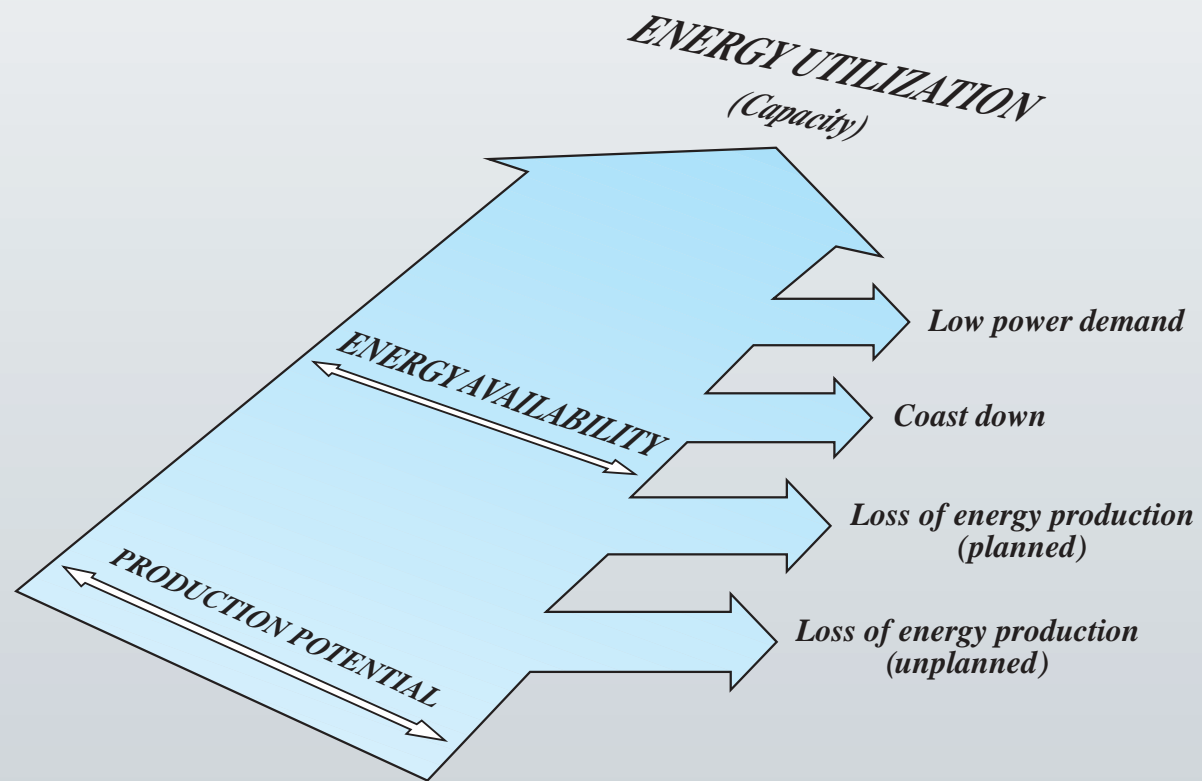 ENERGY UTILIZATION
(Capacity)
Low power demand
ENERGY AVAILABILITY
Coast down
Loss of energy production
(planned)
PRODUCTION POTENTIAL
Loss of energy production
(unplanned)